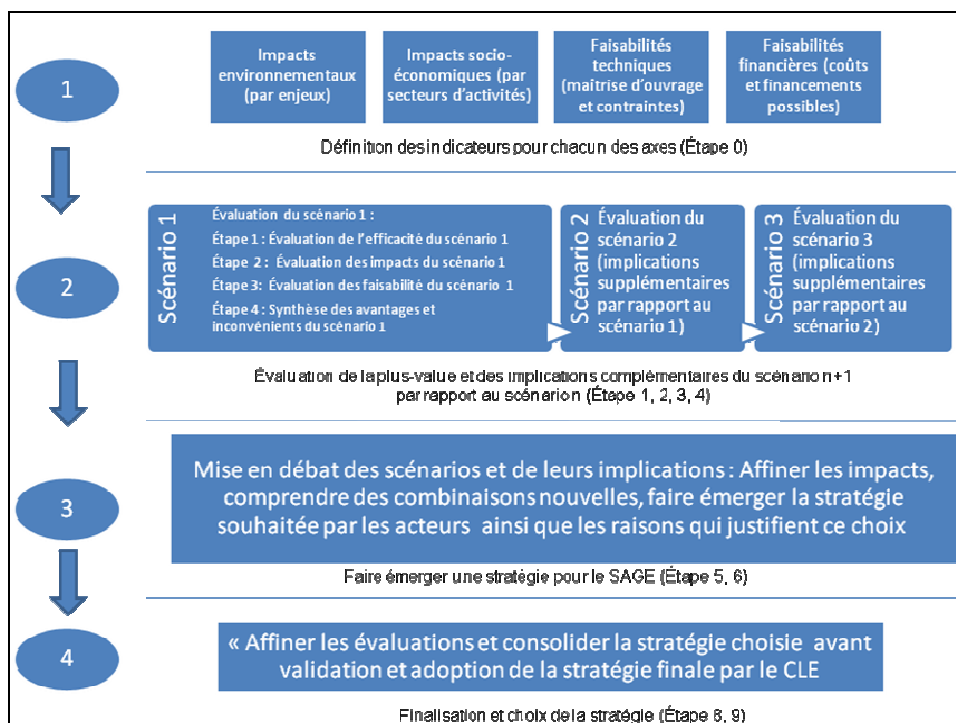 1
Impacts
environnementaux
(par enjeux)
Impacts socio-
économiques (par
secteurs d'activités)
Faisabilités
techniques
(maîtrise d'ouvrage
et contraintes)
Faisabilités
financières (coûts
et financements
possibles)
Définition des indicateurs pour chacun des axes (Étape 0)
2
Scénario 1
Évaluation du scénario 1 :
Étape 1 : Évaluation de l'efficacité du scénario 1
Étape 2 : Évaluation des impacts du scénario 1
Étape 3: Évaluation des faisabilité du scénario 1
Étape 4 : Synthèse des avantages et
inconvénients du scénario 1
Scénario 2
Évaluation du
scénario 2
(implications
supplémentaires
par rapport au
scénario 1)
Scénario 3
Évaluation du
scénario 3
(implications
supplémentaires
par rapport au
scénario 2)
Évaluation de la plus-value et des implications complémentaires du scénario n+1
par rapport au scénario n (Étape 1, 2, 3, 4)
3
Mise en débat des scénarios et de leurs implications : Affiner les impacts,
comprendre des combinaisons nouvelles, faire émerger la stratégie
souhaitée par les acteurs ainsi que les raisons qui justifient ce choix
Faire émerger une stratégie pour le SAGE (Étape 5, 6)
4
« Affiner les évaluations et consolider la stratégie choisie avant
validation et adoption de la stratégie finale par le CLE
Finalisation et choix de la stratégie (Étape 8, 9)